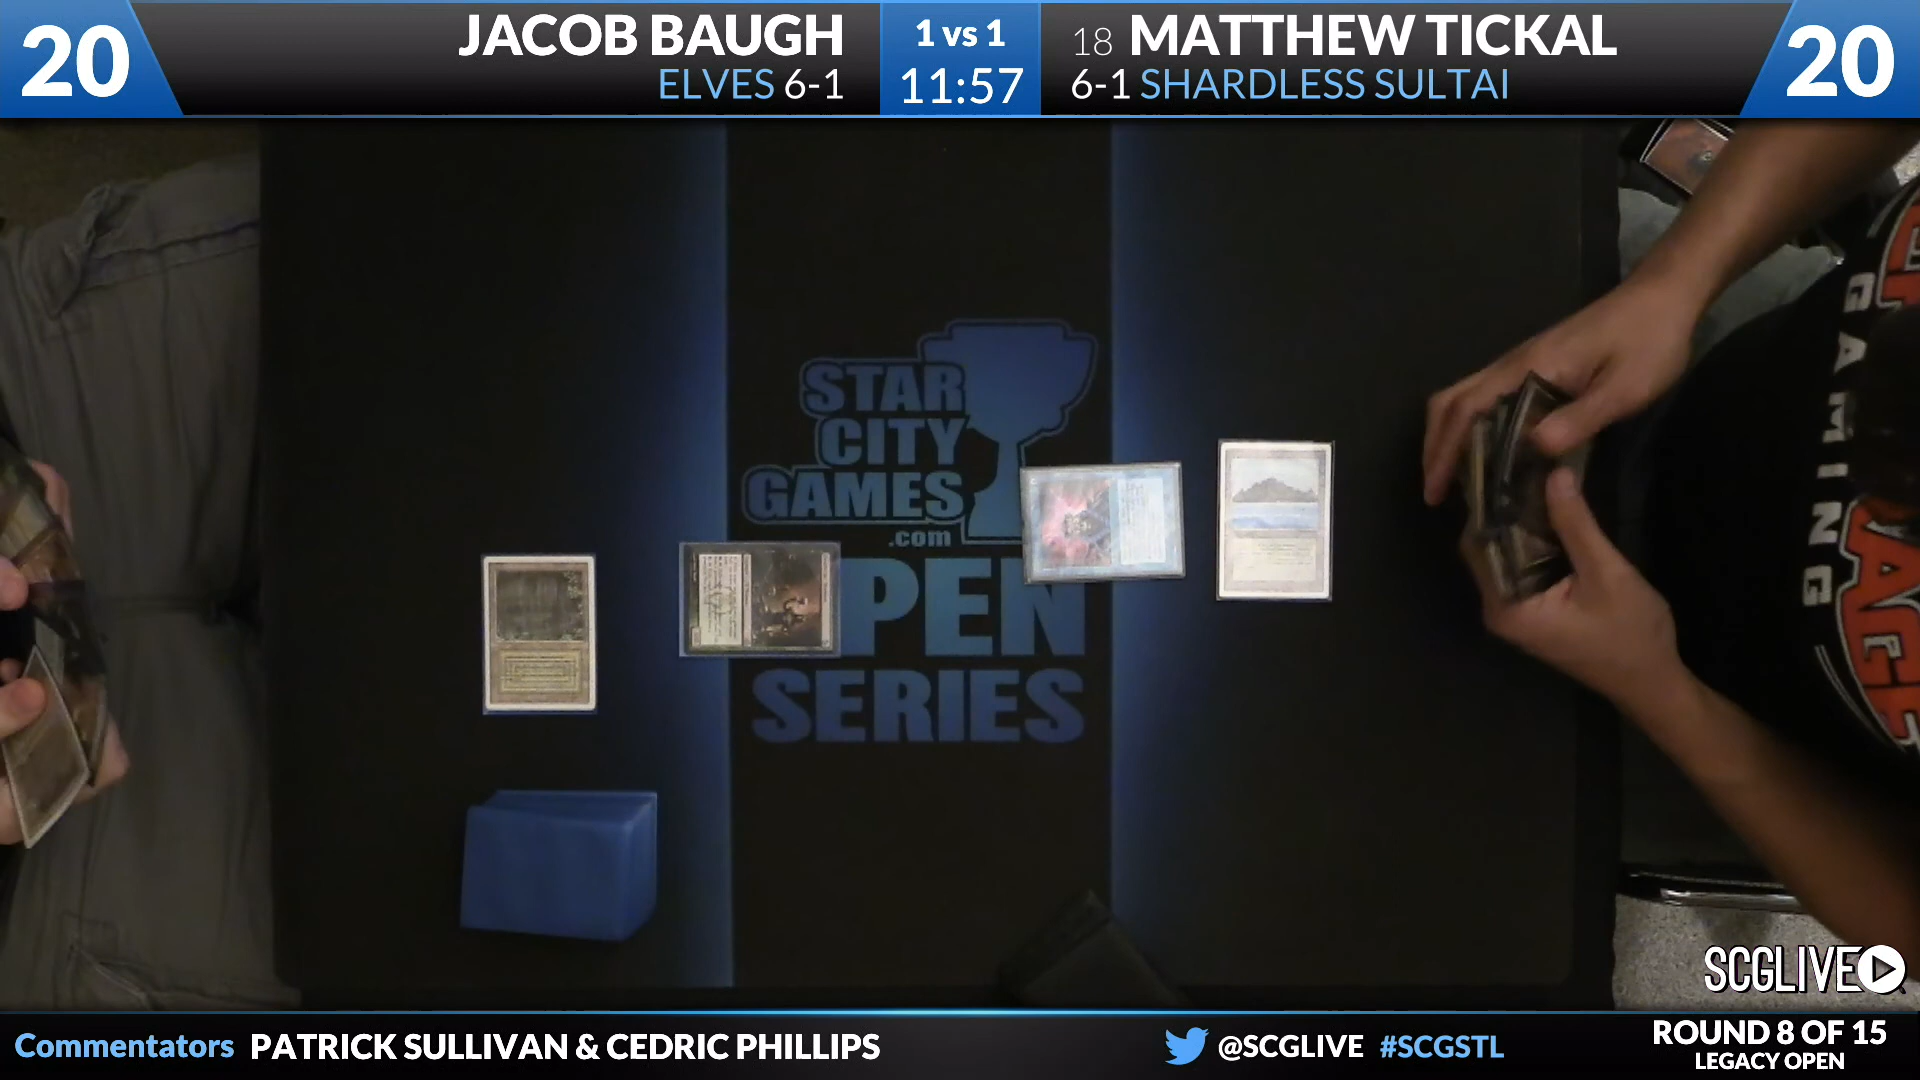 20
JACOB BAUGH
ELVES 6-1
1 vs 1
11:57
18 MATTHEW TICKAL
6-1 SHARDLESS SULTAI
20
STAR
CITY
GAMES
.com
OPEN
SERIES
GAMING
ACE
SCGLIVE
Commentators PATRICK SULLIVAN & CEDRIC PHILLIPS
@SCGLIVE #SCGSTL
ROUND 8 OF 15
LEGACY OPEN